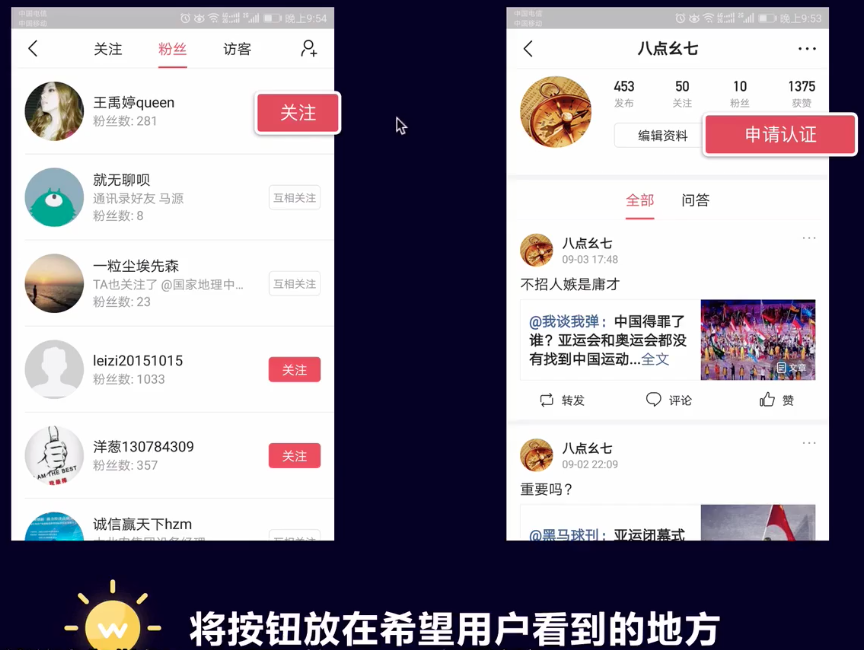 中国电信
中国移动
晚上9:54
关注
粉丝
访客
王禹婷queen
粉丝数: 281
关注
就无聊呗
通讯录好友 马源
粉丝数: 8
互相关注
一粒尘埃先森
TA也关注了 @国家地理中...
粉丝数: 23
互相关注
leizi20151015
粉丝数: 1033
关注
洋葱130784309
粉丝数: 357
关注
AM THE BEST
诚信赢天下hzm
互相关注
中国电信
中国移动
晚上9:53
八点幺七
453
50
10
1375
发布
关注
粉丝
获赞
编辑资料
申请认证
全部
问答
八点幺七
09-03 17:48
不招人嫉是庸才
@我谈我弹：中国得罪了
谁？亚运会和奥运会都没
有找到中国运动...全文
文章
转发
评论
赞
八点幺七
09-02 22:09
重要吗？
@黑马球刊：亚运闭幕式
将按钮放在希望用户看到的地方